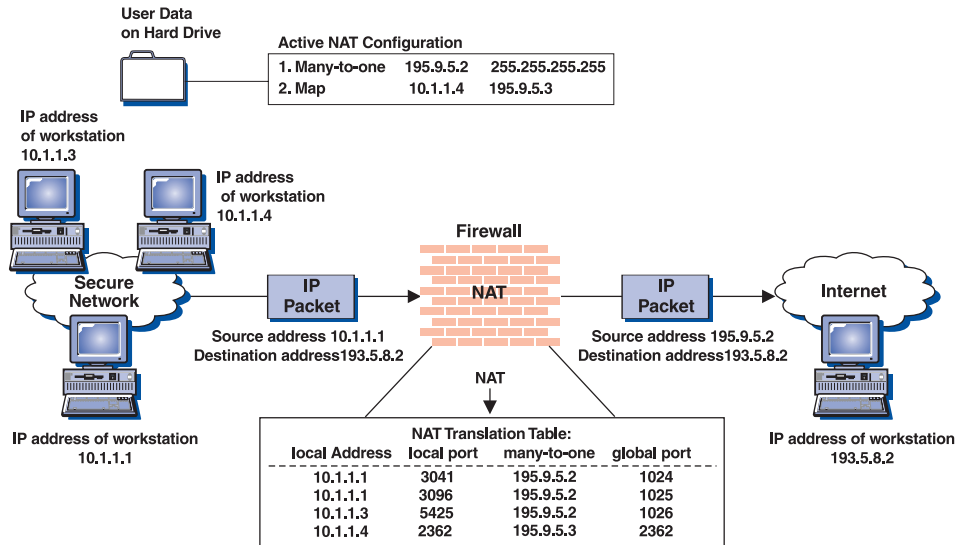 User Data
on Hard Drive
Active NAT Configuration
1. Many-to-one 195.9.5.2 255.255.255.255
2. Map 10.1.1.4 195.9.5.3
IP address
of workstation
10.1.1.3
IP address
of workstation
10.1.1.4
Secure
Network
IP
Packet
Source address 10.1.1.1
Destination address193.5.8.2
Firewall
NAT
IP
Packet
Source address 195.9.5.2
Destination address193.5.8.2
Internet
IP address of workstation
10.1.1.1
IP address of workstation
193.5.8.2
NAT
NAT Translation Table:
local Address local port many-to-one global port
10.1.1.1 3041 195.9.5.2 1024
10.1.1.1 3096 195.9.5.2 1025
10.1.1.3 5425 195.9.5.2 1026
10.1.1.4 2362 195.9.5.3 2362